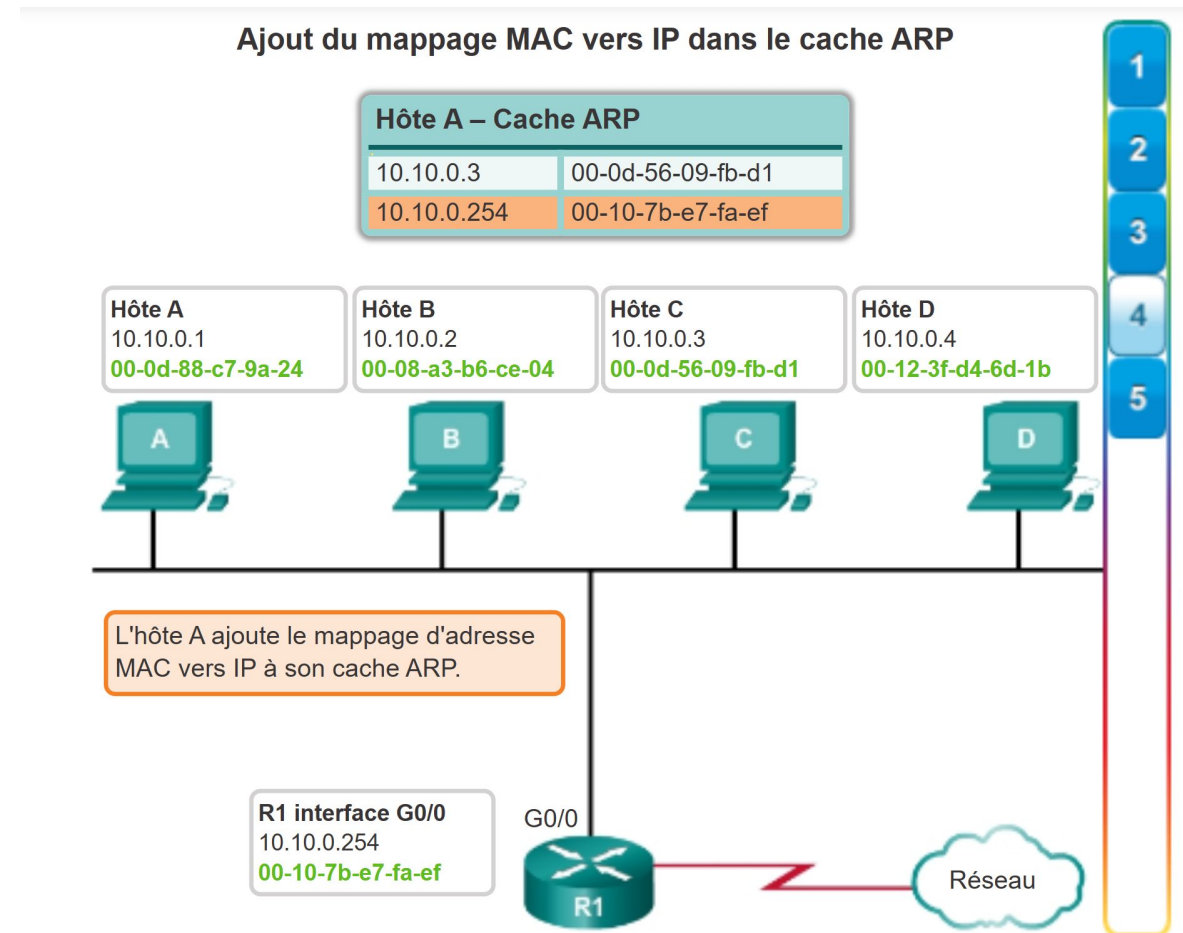 Ajout du mappage MAC vers IP dans le cache ARP
Hôte A – Cache ARP
10.10.0.3 00-0d-56-09-fb-d1
10.10.0.254 00-10-7b-e7-fa-ef
1
2
3
4
5
Hôte A
10.10.0.1
00-0d-88-c7-9a-24
Hôte B
10.10.0.2
00-08-a3-b6-ce-04
Hôte C
10.10.0.3
00-0d-56-09-fb-d1
Hôte D
10.10.0.4
00-12-3f-d4-6d-1b
A
B
C
D
L'hôte A ajoute le mappage d'adresse
MAC vers IP à son cache ARP.
R1 interface G0/0
10.10.0.254
00-10-7b-e7-fa-ef
G0/0
R1
Réseau